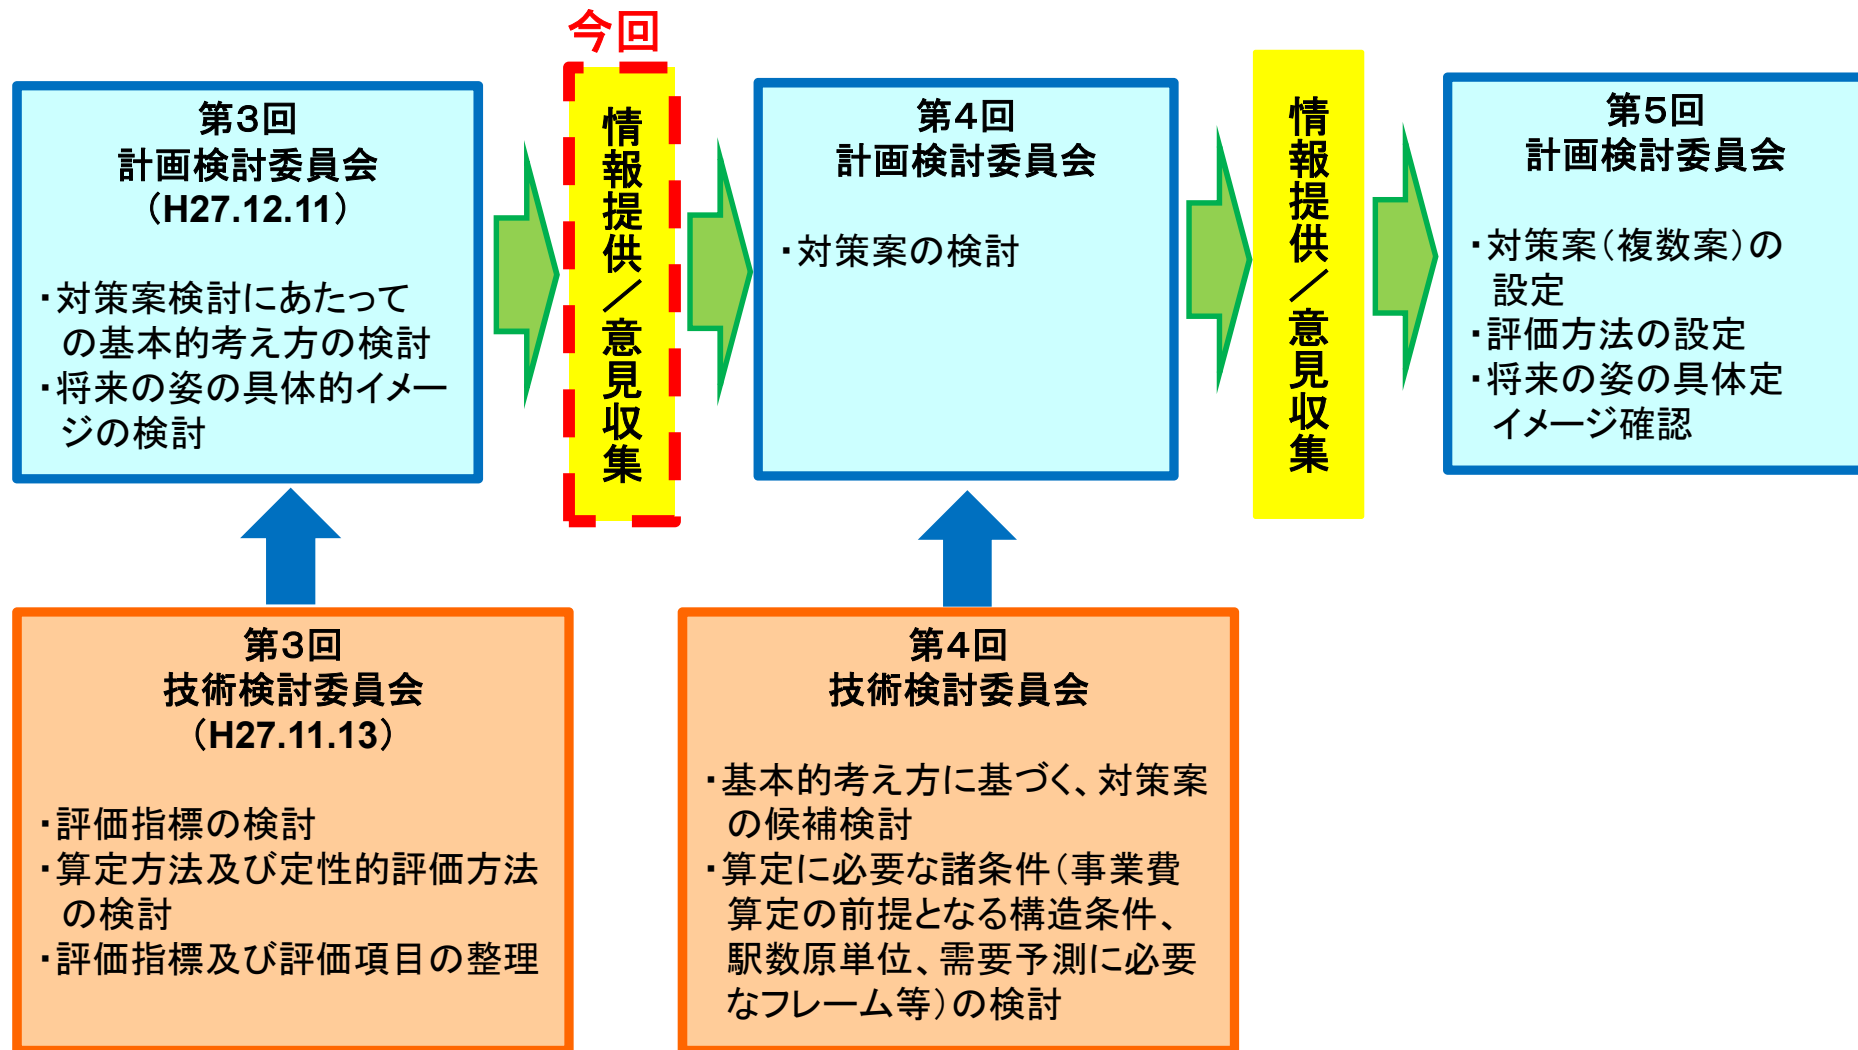 今回
第3回
計画検討委員会
（H27.12.11）
・対策案検討にあたって
の基本的考え方の検討
・将来の姿の具体的イメー
ジの検討
情報提供／意見収集
第4回
計画検討委員会
・対策案の検討
情報提供／意見収集
第5回
計画検討委員会
・対策案（複数案）の
設定
・評価方法の設定
・将来の姿の具体定
イメージ確認
第3回
技術検討委員会
（H27.11.13）
・評価指標の検討
・算定方法及び定性的評価方法
の検討
・評価指標及び評価項目の整理
第4回
技術検討委員会
・基本的考え方に基づく、対策案
の候補検討
・算定に必要な諸条件（事業費
算定の前提となる構造条件、
駅数原単位、需要予測に必要
なフレーム等）の検討